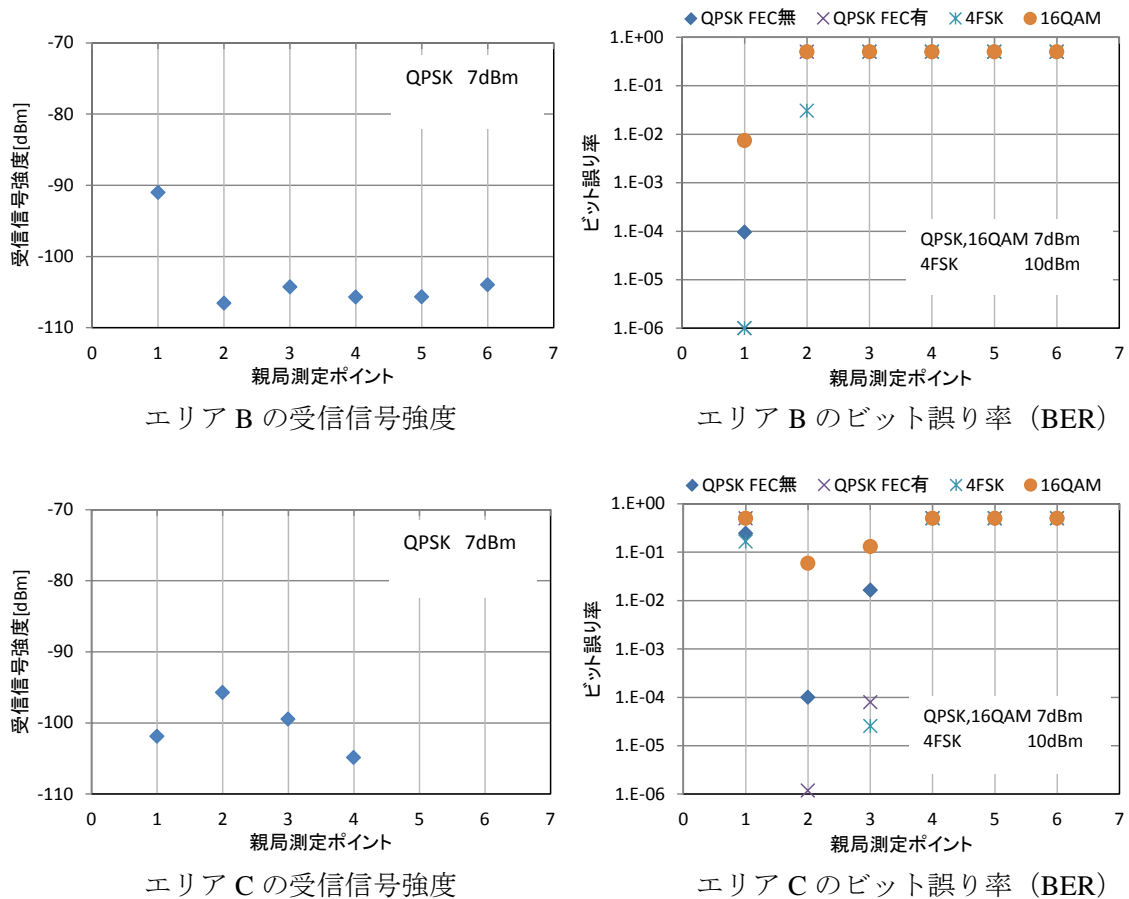 -70
-80
-90
-100
-110
受信信号強度[dBm]
QPSK 7dBm
0 1 2 3 4 5 6 7
親局測定ポイント
エリア B の受信信号強度
QPSK FEC無 QPSK FEC有 4FSK 16QAM
1.E+00
1.E-01
1.E-02
1.E-03
1.E-04
1.E-05
1.E-06
ビット誤り率
QPSK,16QAM 7dBm
4FSK 10dBm
0 1 2 3 4 5 6 7
親局測定ポイント
エリア B のビット誤り率(BER)
-70
-80
-90
-100
-110
受信信号強度[dBm]
QPSK 7dBm
0 1 2 3 4 5 6 7
親局測定ポイント
エリア C の受信信号強度
QPSK FEC無 QPSK FEC有 4FSK 16QAM
1.E+00
1.E-01
1.E-02
1.E-03
1.E-04
1.E-05
1.E-06
ビット誤り率
QPSK,16QAM 7dBm
4FSK 10dBm
0 1 2 3 4 5 6 7
親局測定ポイント
エリア C のビット誤り率(BER)